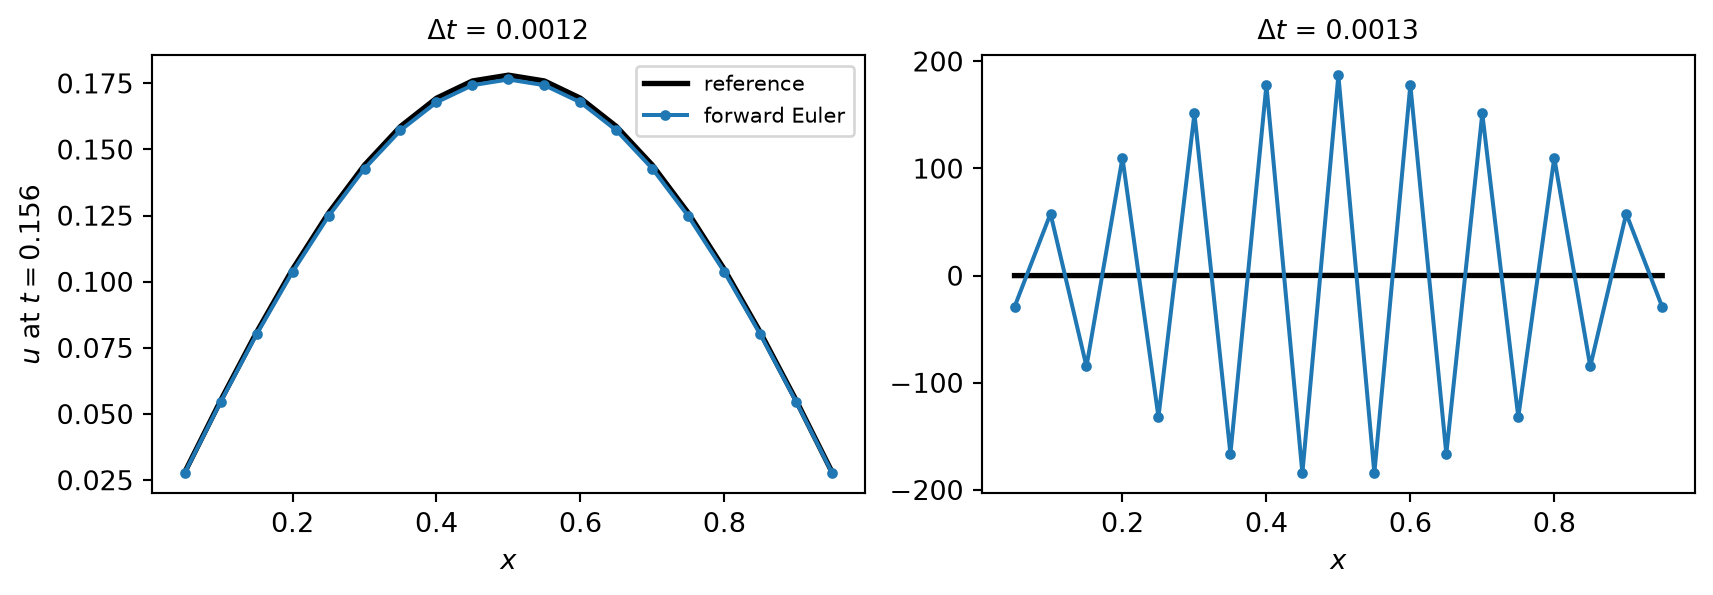 Δt = 0.0012
0.175
0.150
0.125
0.100
0.075
0.050
0.025
u at t = 0.156
reference
forward Euler
0.2 0.4 0.6 0.8
x
Δt = 0.0013
200
100
0
−100
−200
0.2 0.4 0.6 0.8
x